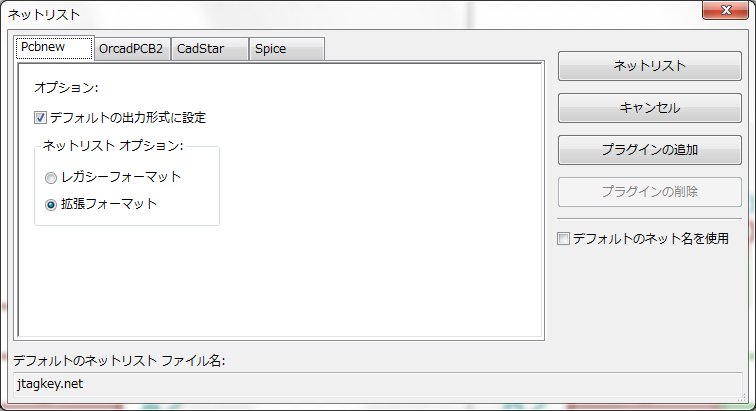 ネットリスト
Pcbnew
OrcadPCB2
CadStar
Spice
オプション:
デフォルトの出力形式に設定
ネットリスト オプション:
レガシーフォーマット
拡張フォーマット
ネットリスト
キャンセル
プラグインの追加
プラグインの削除
デフォルトのネット名を使用
デフォルトのネットリスト ファイル名:
jtagkey.net